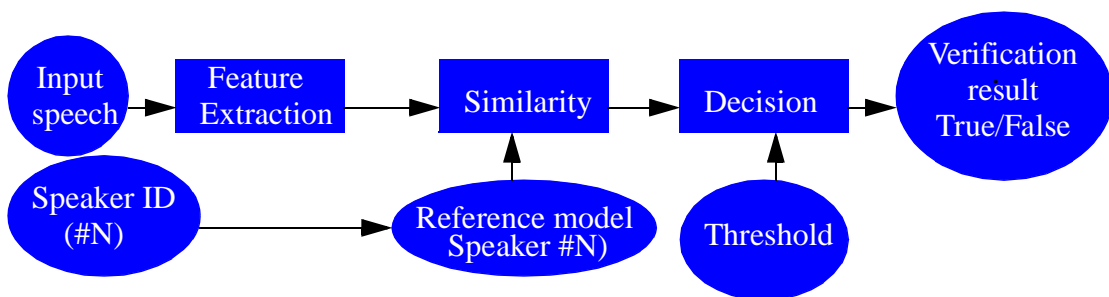 Input
speech
Feature
Extraction
Similarity
Decision
Verification
result
True/False
Speaker ID
(#N)
Reference model
Speaker #N)
Threshold